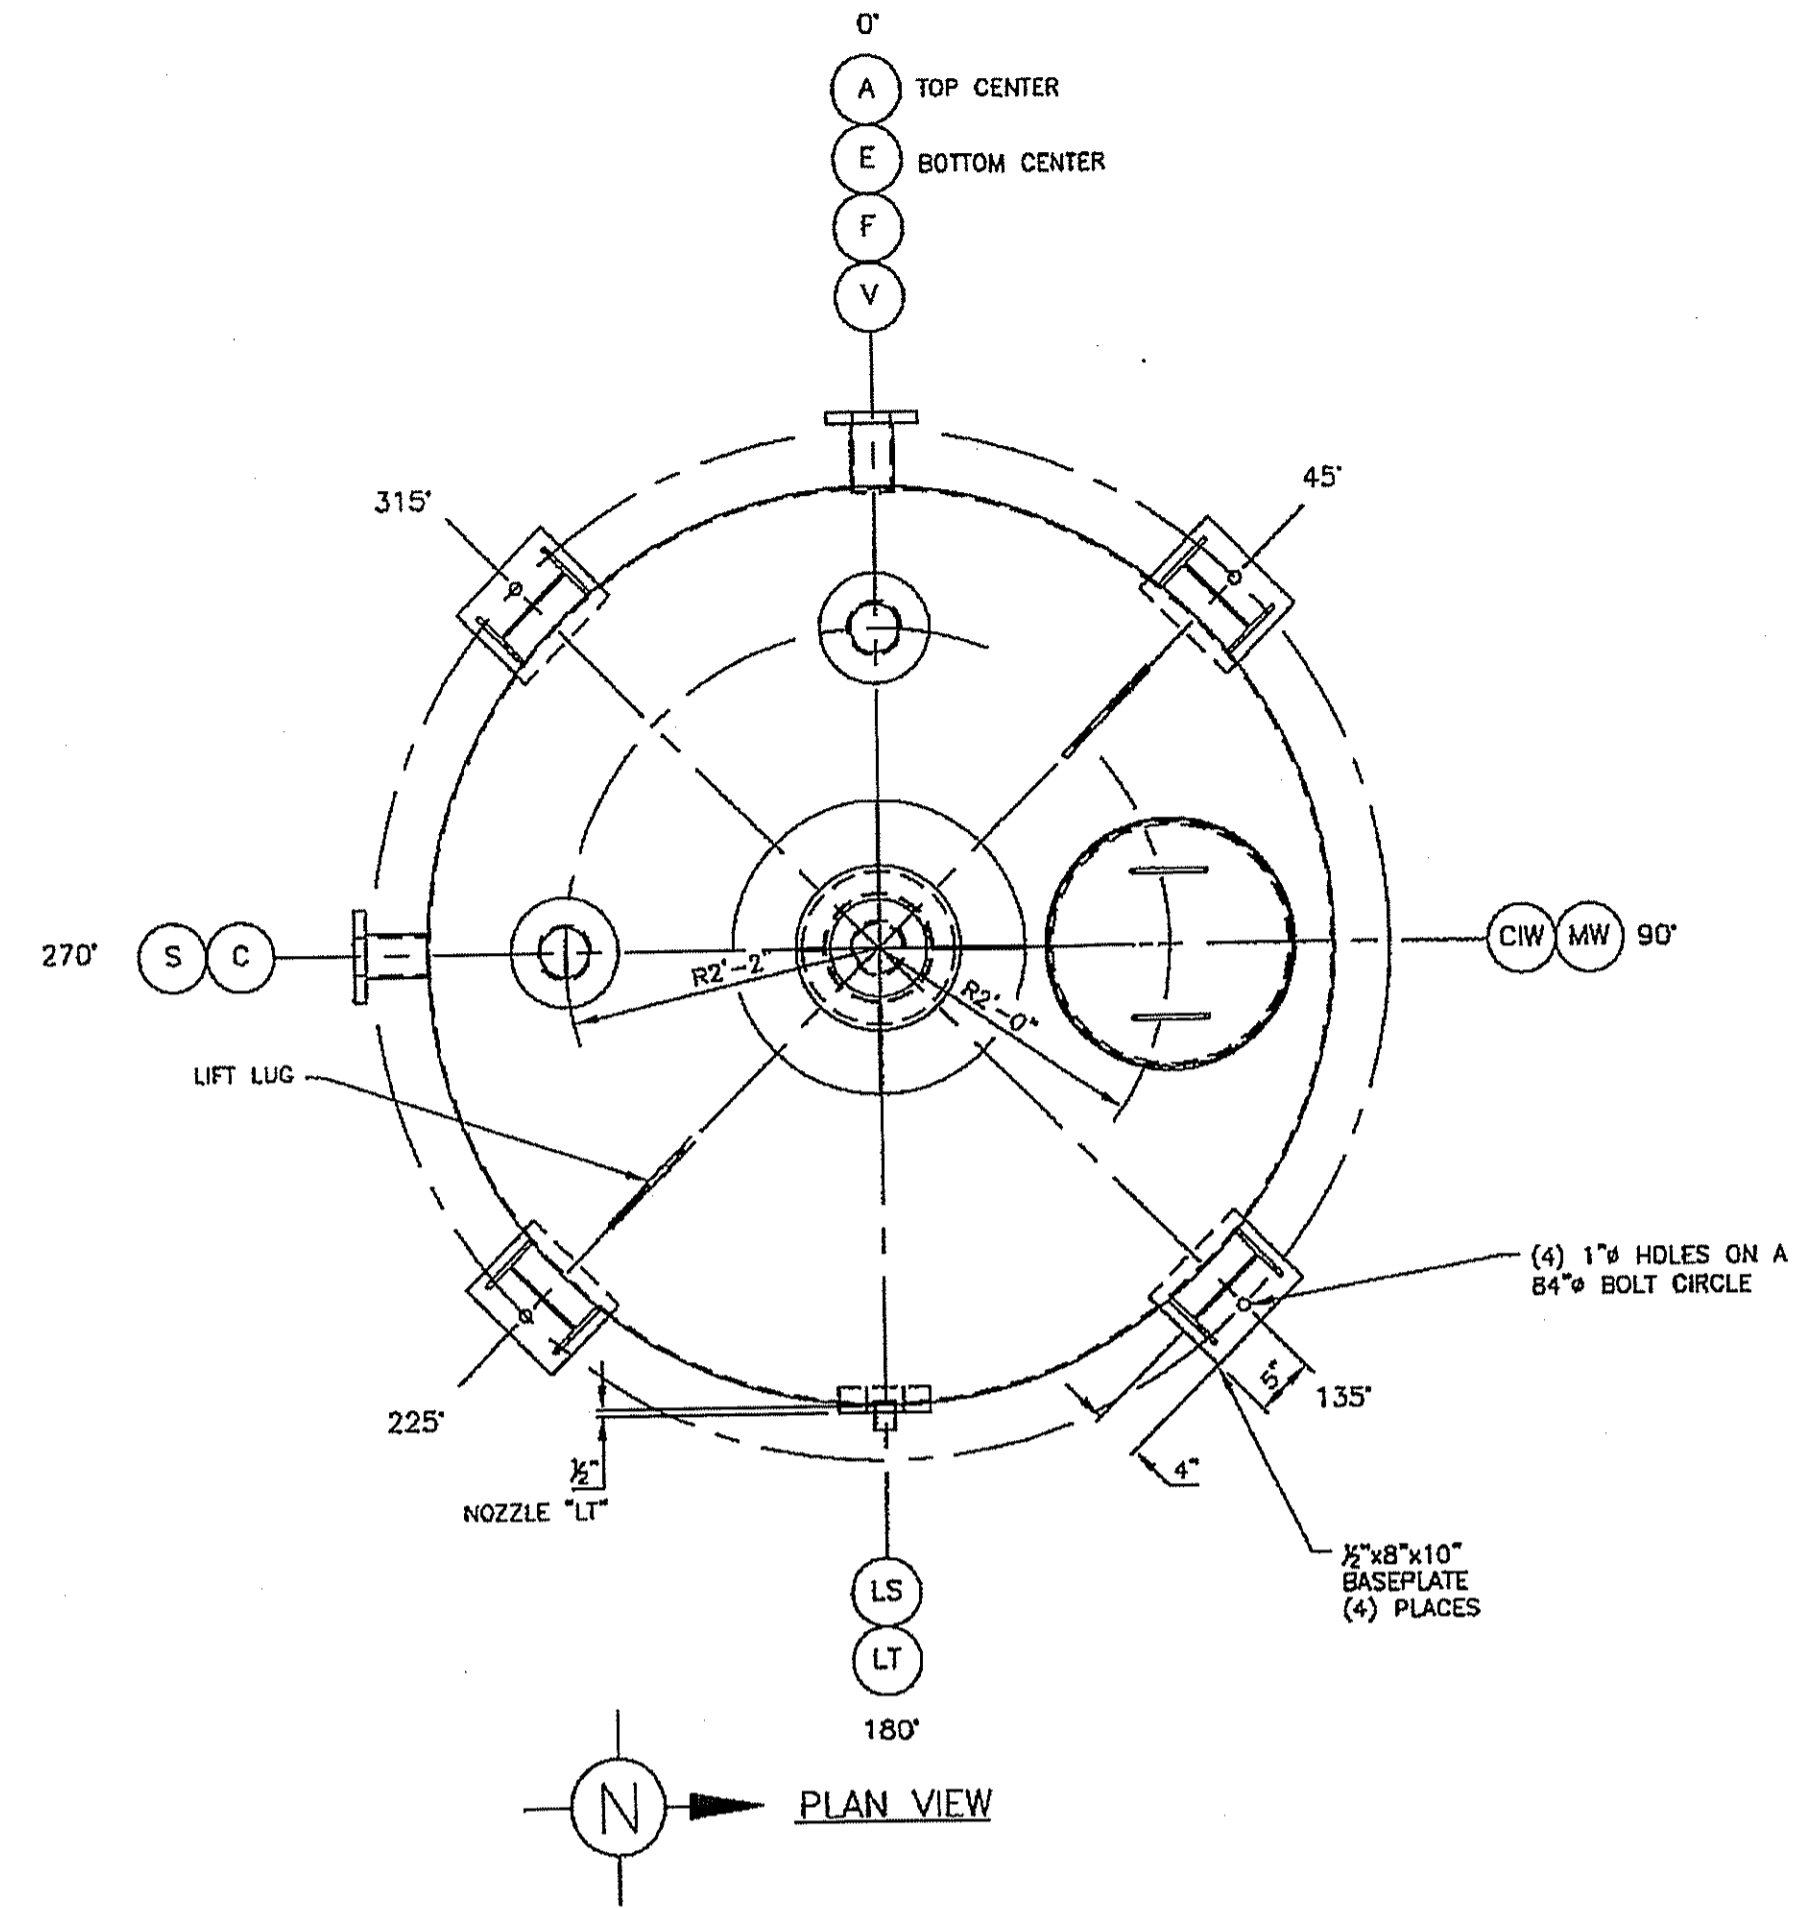 0°
A TOP CENTER
E BOTTOM CENTER
F
V
315°
45°
270°
S C
CIW MW 90°
R2'-2"
R2'-0"
LIFT LUG
(4) 1"ø HOLES ON A
84"ø BOLT CIRCLE
5"
135°
225°
4"
½"
NOZZLE "LT"
½"x8"x10"
BASEPLATE
(4) PLACES
LS
LT
180°
N PLAN VIEW